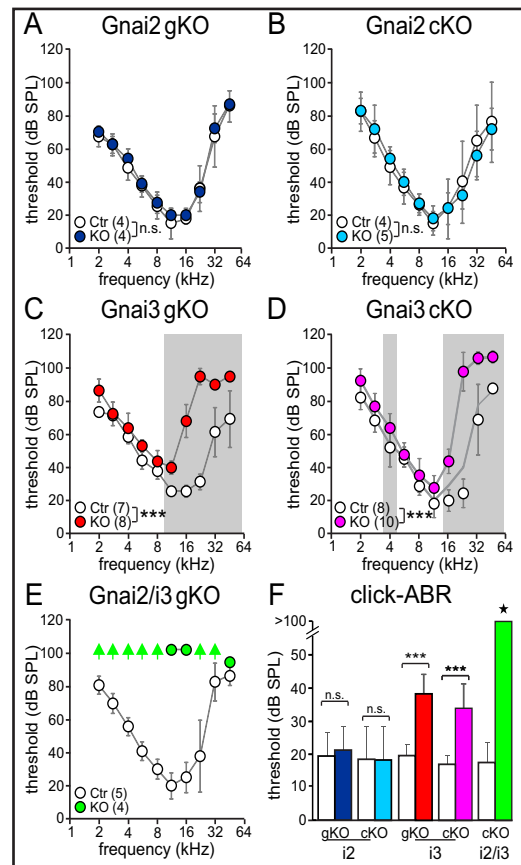 A
Gnai2 gKO
threshold (dB SPL)
120
100
80
60
40
20
0
Ctr (4)
KO (4)
n.s.
1 2 4 8 16 32 64
frequency (kHz)
B
Gnai2 cKO
threshold (dB SPL)
120
100
80
60
40
20
0
Ctr (4)
KO (5)
n.s.
1 2 4 8 16 32 64
frequency (kHz)
C
Gnai3 gKO
threshold (dB SPL)
120
100
80
60
40
20
0
Ctr (7)
KO (8)
***
1 2 4 8 16 32 64
frequency (kHz)
D
Gnai3 cKO
threshold (dB SPL)
120
100
80
60
40
20
0
Ctr (8)
KO (10)
***
1 2 4 8 16 32 64
frequency (kHz)
E
Gnai2/i3 gKO
threshold (dB SPL)
120
100
80
60
40
20
0
Ctr (5)
KO (4)
1 2 4 8 16 32 64
frequency (kHz)
F
click-ABR
threshold (dB SPL)
>100
50
40
30
20
10
0
n.s.
n.s.
***
***
★
gKO cKO gKO cKO cKO
i2 i3 i2/i3